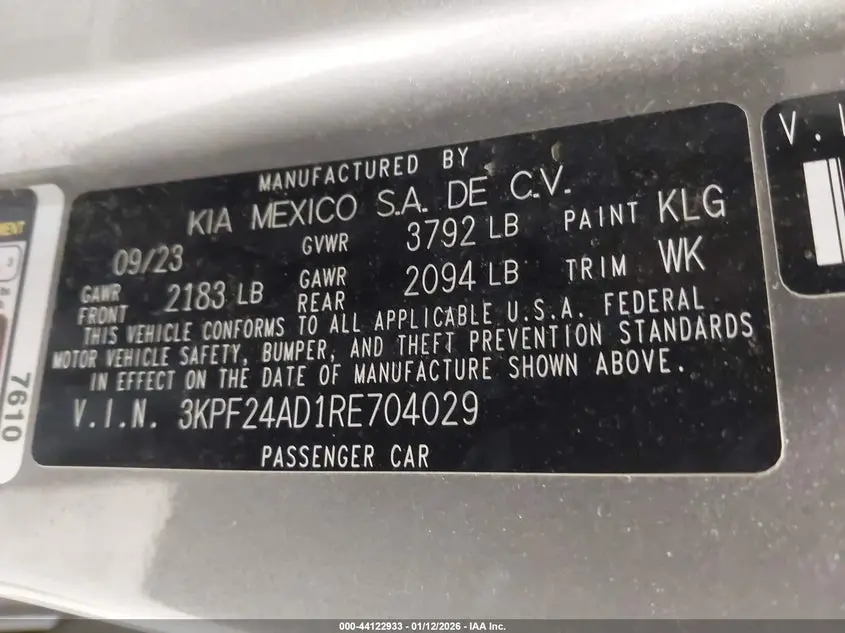 MANUFACTURED BY
KIA MEXICO S.A. DE C.V.
09/23 GVWR 3792 LB PAINT KLG
GAWR FRONT 2183 LB GAWR REAR 2094 LB TRIM WK
THIS VEHICLE CONFORMS TO ALL APPLICABLE U.S.A. FEDERAL
MOTOR VEHICLE SAFETY, BUMPER, AND THEFT PREVENTION STANDARDS
IN EFFECT ON THE DATE OF MANUFACTURE SHOWN ABOVE.
V.I.N. 3KPF24AD1RE704029
PASSENGER CAR
7610
V.I
000-44122933 - 01/12/2026 - IAA Inc.